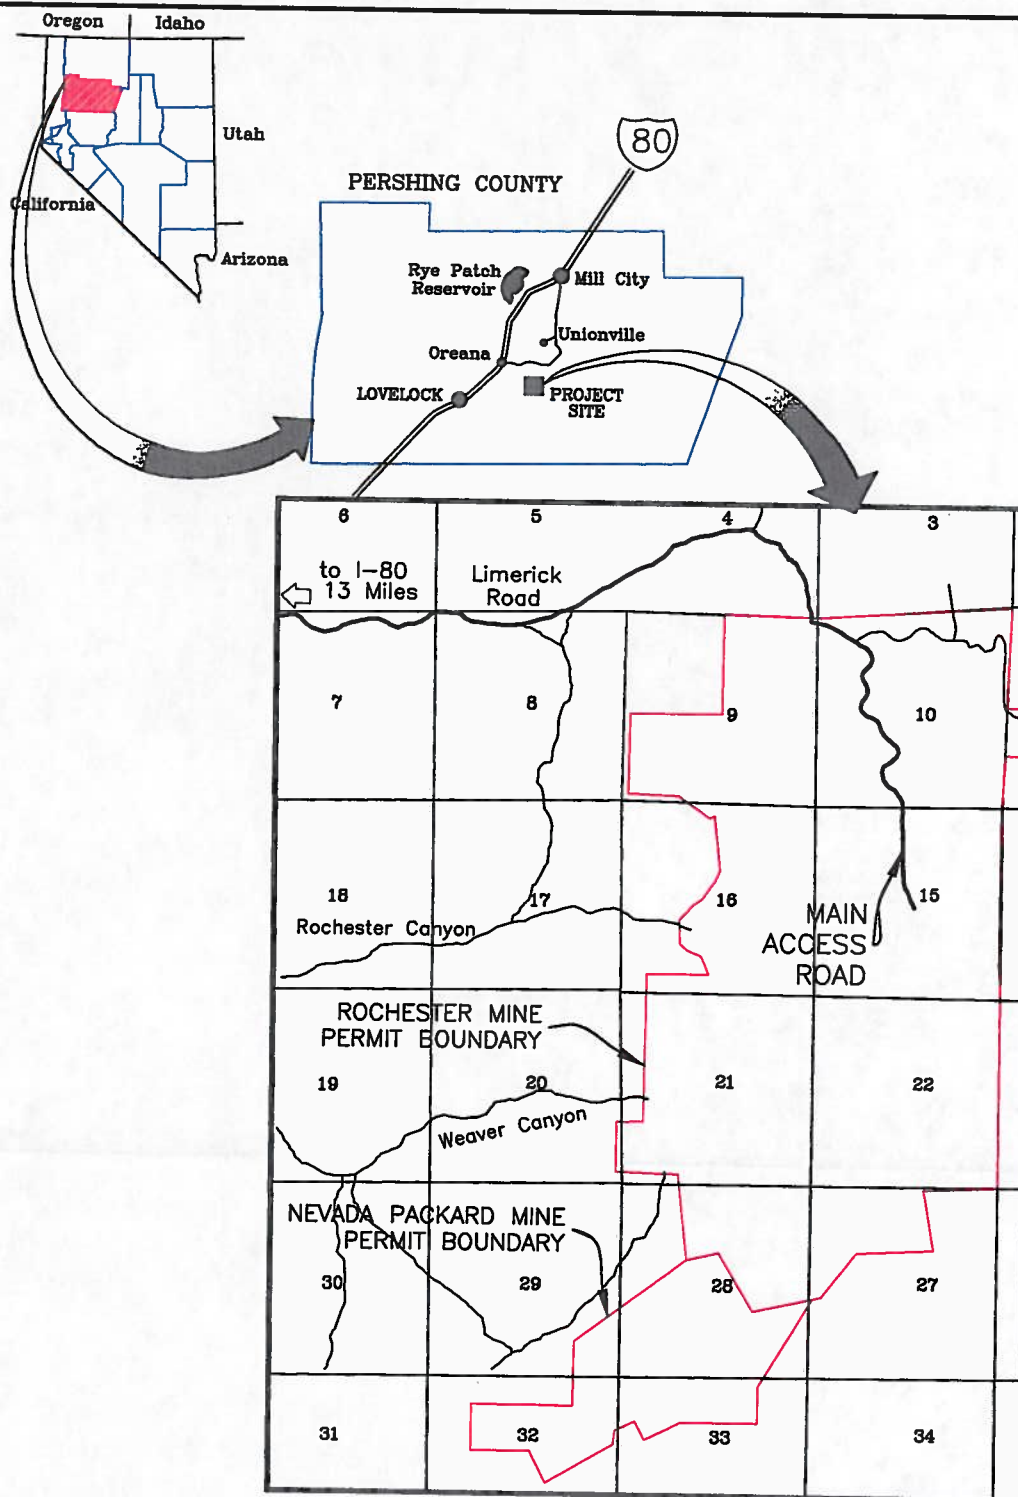 Oregon
Idaho
Utah
California
Arizona
80
PERSHING COUNTY
Rye Patch
Reservoir
Mill City
Unionville
Oreana
LOVELOCK
PROJECT
SITE
6
5
4
3
to I-80
13 Miles
Limerick
Road
7
8
9
10
18
17
16
15
Rochester Canyon
MAIN
ACCESS
ROAD
ROCHESTER MINE
PERMIT BOUNDARY
19
20
21
22
Weaver Canyon
NEVADA PACKARD MINE
PERMIT BOUNDARY
30
29
28
27
31
32
33
34